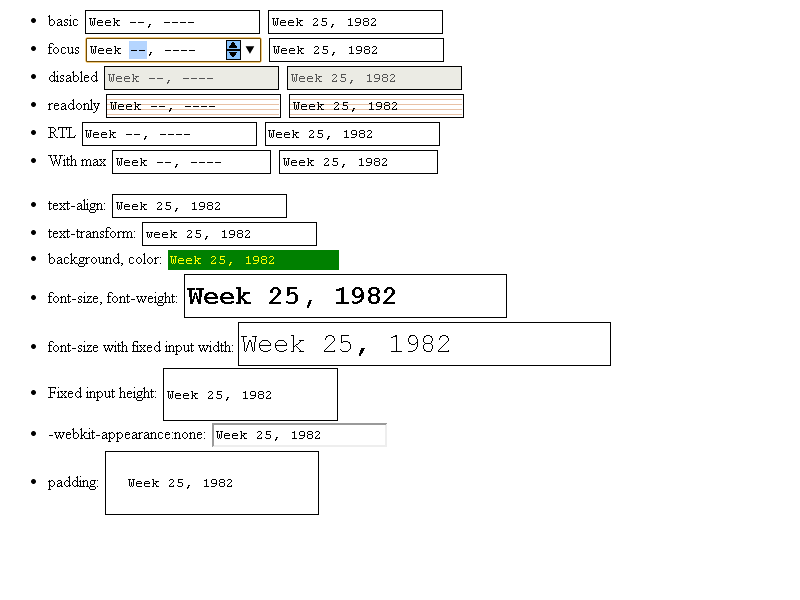 basic Week --, ---- Week 25, 1982
focus Week --, ---- Week 25, 1982
disabled Week --, ---- Week 25, 1982
readonly Week --, ---- Week 25, 1982
RTL Week --, ---- Week 25, 1982
With max Week --, ---- Week 25, 1982
text-align: Week 25, 1982
text-transform: week 25, 1982
background, color: Week 25, 1982
font-size, font-weight: Week 25, 1982
font-size with fixed input width: Week 25, 1982
Fixed input height: Week 25, 1982
-webkit-appearance:none: Week 25, 1982
padding: Week 25, 1982